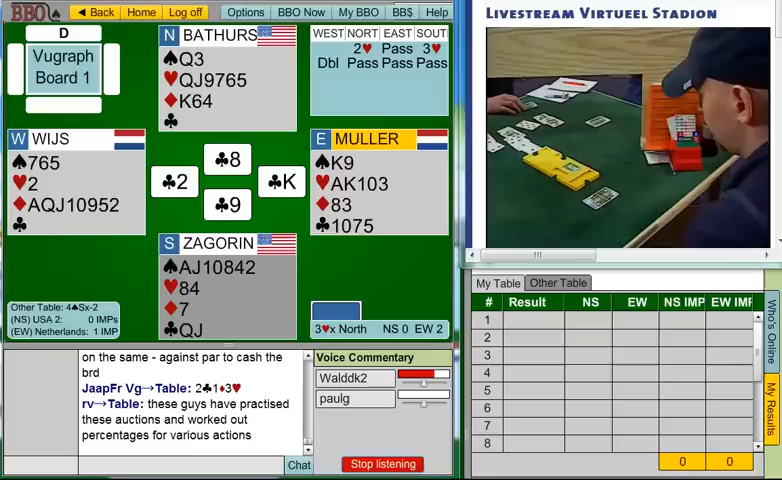 BBO ◄ Back Home Log off Options BBO Now My BBO BB$ Help
D
Vugraph
Board 1
N BATHURS
♠Q3
♥QJ9765
♦K64
♣
WEST NORT EAST SOUT
2♥ Pass 3♥
Dbl Pass Pass Pass
W WIJS
♠765
♥2
♦AQJ10952
♣
♣8
♣2
♣K
♣9
E MULLER
♠K9
♥AK103
♦83
♣1075
S ZAGORIN
♠AJ10842
♥84
♦7
♣QJ
Other Table: 4♠Sx-2
(NS) USA 2: 0 IMPs
(EW) Netherlands: 1 IMP
3♥x North NS 0 EW 2
on the same - against par to cash the
brd
JaapFr Vg→Table: 2♣1♦3♥
rv→Table: these guys have practised
these auctions and worked out
percentages for various actions
Chat
Voice Commentary
Walddk2
paulg
Stop listening
Livestream Virtueel Stadion
My Table Other Table
# Result NS EW NS IMP EW IMP
1
2
3
4
5
6
7
8
0 0
Who's Online
My Results